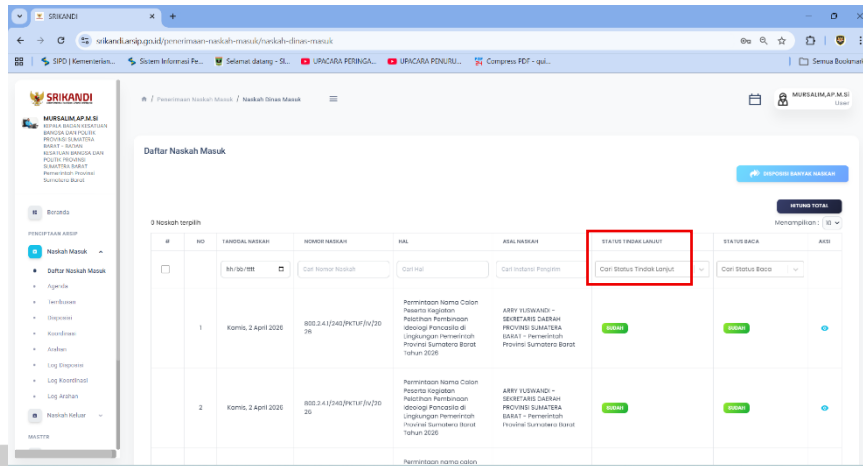 SRIKANDI
srikandi.arsip.go.id/penerimaan-naskah-masuk/naskah-dinas-masuk
SIPD | Kementerian...
Sistem Informasi Pe...
Selamat datang - SI...
UPACARA PERINGA...
UPACARA PENURU...
Compress PDF - qui...
Semua Bookmark
SRIKANDI
Penerimaan Naskah Masuk / Naskah Dinas Masuk
MURSALIM,AP.M.Si
User
MURSALIM,AP.M.Si
KEPALA BADAN KESATUAN
BANGSA DAN POLITIK
PROVINSI SUMATERA
BARAT - BADAN
KESATUAN BANGSA DAN
POLITIK PROVINSI
SUMATERA BARAT
Pemerintah Provinsi
Sumatera Barat
Beranda
PENCIPTAAN ARSIP
Naskah Masuk
Daftar Naskah Masuk
Agenda
Tembusan
Disposisi
Koordinasi
Arahan
Log Disposisi
Log Koordinasi
Log Arahan
Naskah Keluar
MASTER
Daftar Naskah Masuk
DISPOSISI BANYAK NASKAH
HITUNG TOTAL
0 Naskah terpilih
Menampilkan : 10
# NO TANGGAL NASKAH NOMOR NASKAH HAL ASAL NASKAH STATUS TINDAK LANJUT STATUS BACA AKSI
hh/bb/tttt Cari Nomor Naskah Cari Hal Cari Instansi Pengirim Cari Status Tindak Lanjut Cari Status Baca
1 Kamis, 2 April 2026
800.2.4.1/240/PKTUF/IV/20
26
Permintaan Nama Calon
Peserta Kegiatan
Pelatihan Pembinaan
Ideologi Pancasila di
Lingkungan Pemerintah
Provinsi Sumatera Barat
Tahun 2026
ARRY YUSWANDI -
SEKRETARIS DAERAH
PROVINSI SUMATERA
BARAT - Pemerintah
Provinsi Sumatera Barat
SUDAH
SUDAH
2 Kamis, 2 April 2026
800.2.4.1/240/PKTUF/IV/20
26
Permintaan Nama Calon
Peserta Kegiatan
Pelatihan Pembinaan
Ideologi Pancasila di
Lingkungan Pemerintah
Provinsi Sumatera Barat
Tahun 2026
ARRY YUSWANDI -
SEKRETARIS DAERAH
PROVINSI SUMATERA
BARAT - Pemerintah
Provinsi Sumatera Barat
SUDAH
SUDAH
Permintaan nama calon